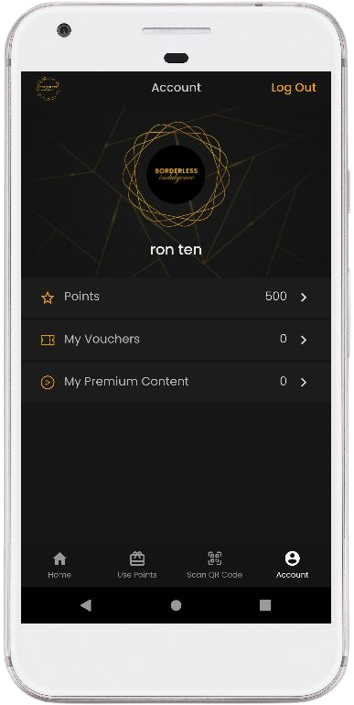 Account
Log Out
BORDERLESS
indulgence
ron ten
Points 500
My Vouchers 0
My Premium Content 0
Home
Use Points
Scan QR Code
Account